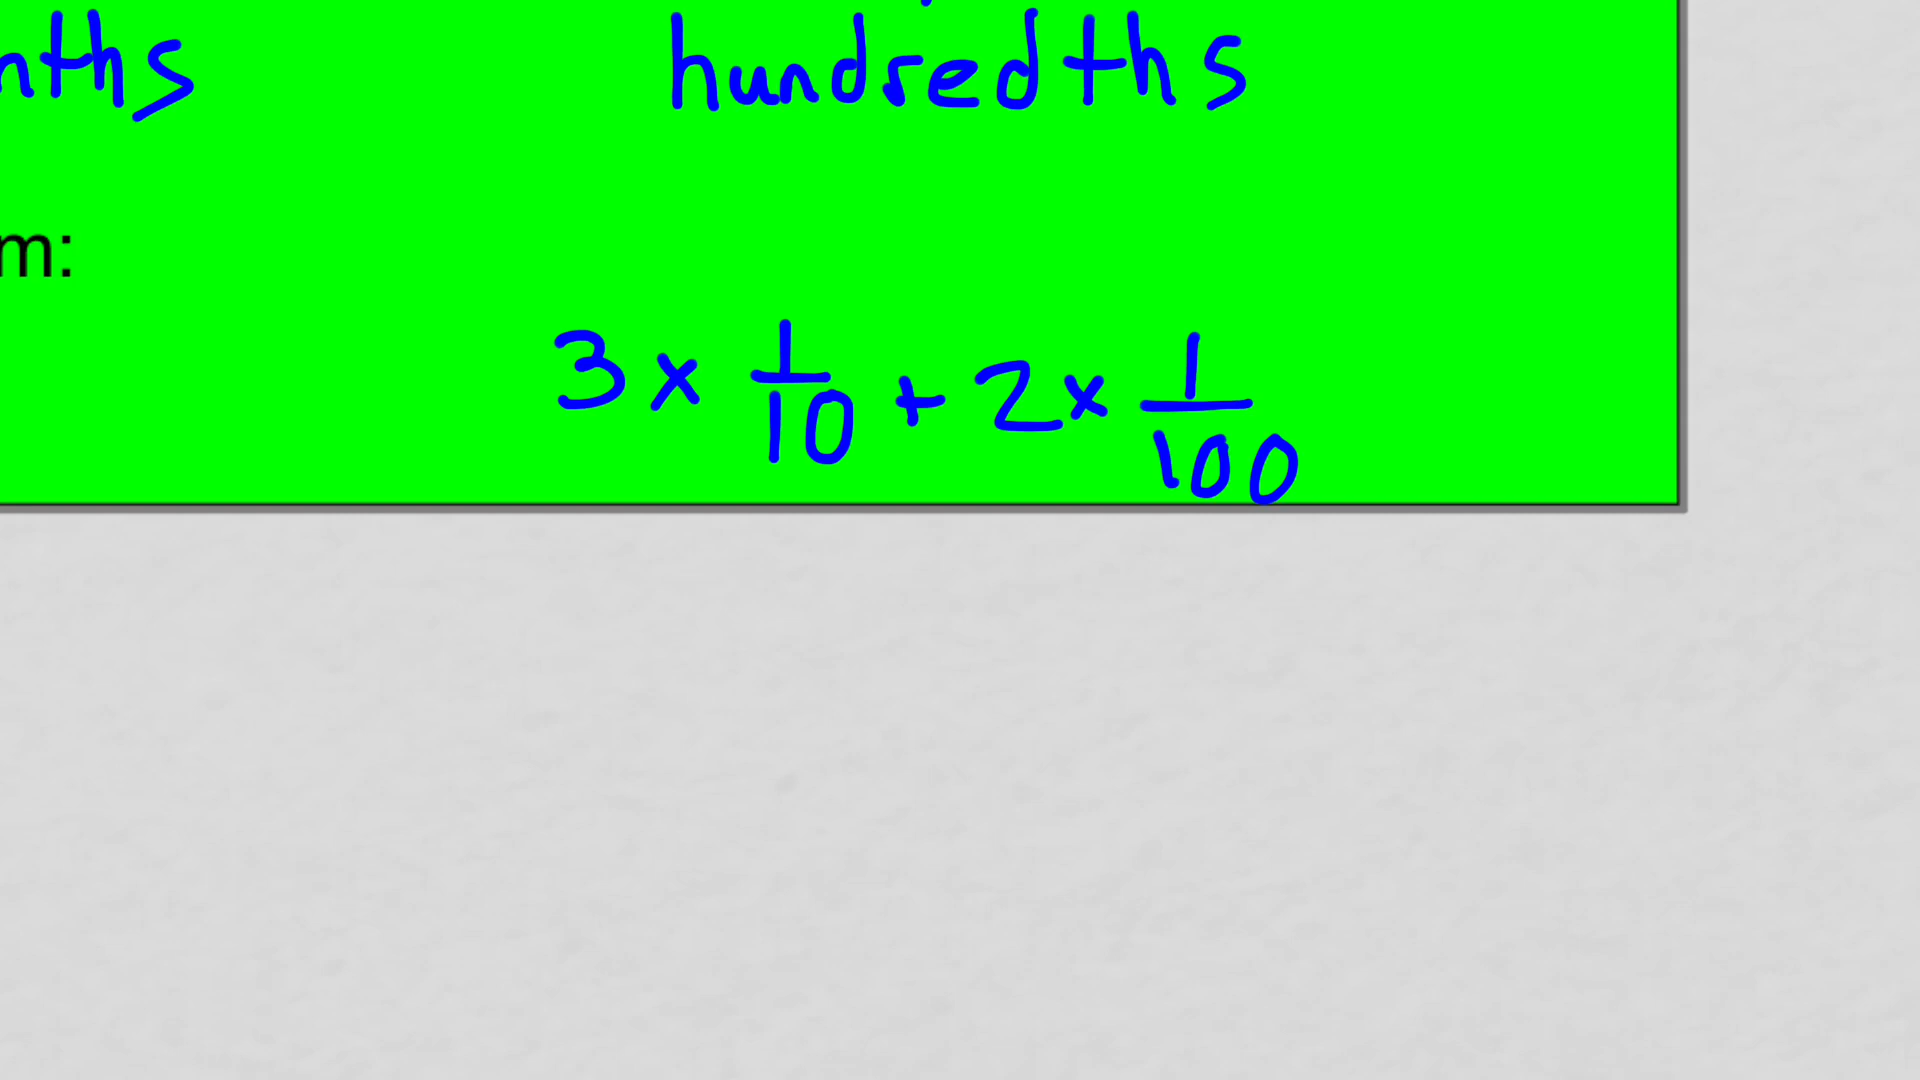 nths hundredths
m:
3 x 1/10 + 2 x 1/100